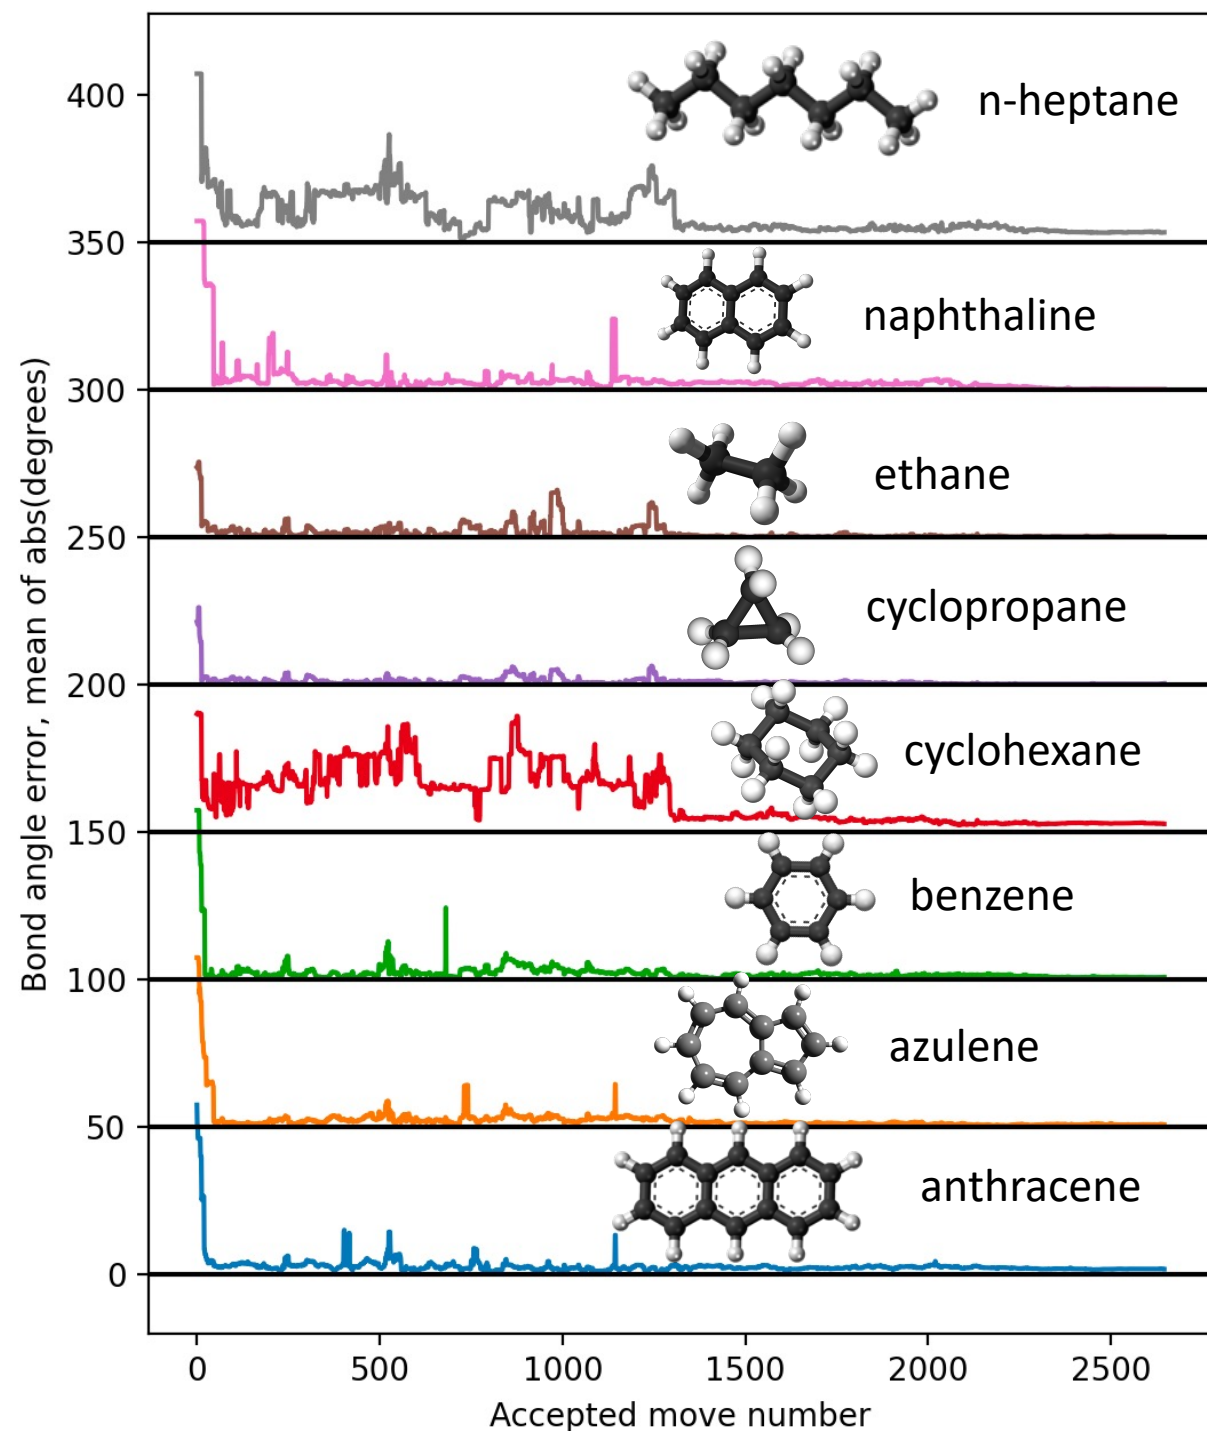 n-heptane
400
350
naphthaline
300
ethane
250
cyclopropane
200
cyclohexane
150
benzene
100
azulene
50
anthracene
0
Bond angle error, mean of abs(degrees)
0 500 1000 1500 2000 2500
Accepted move number